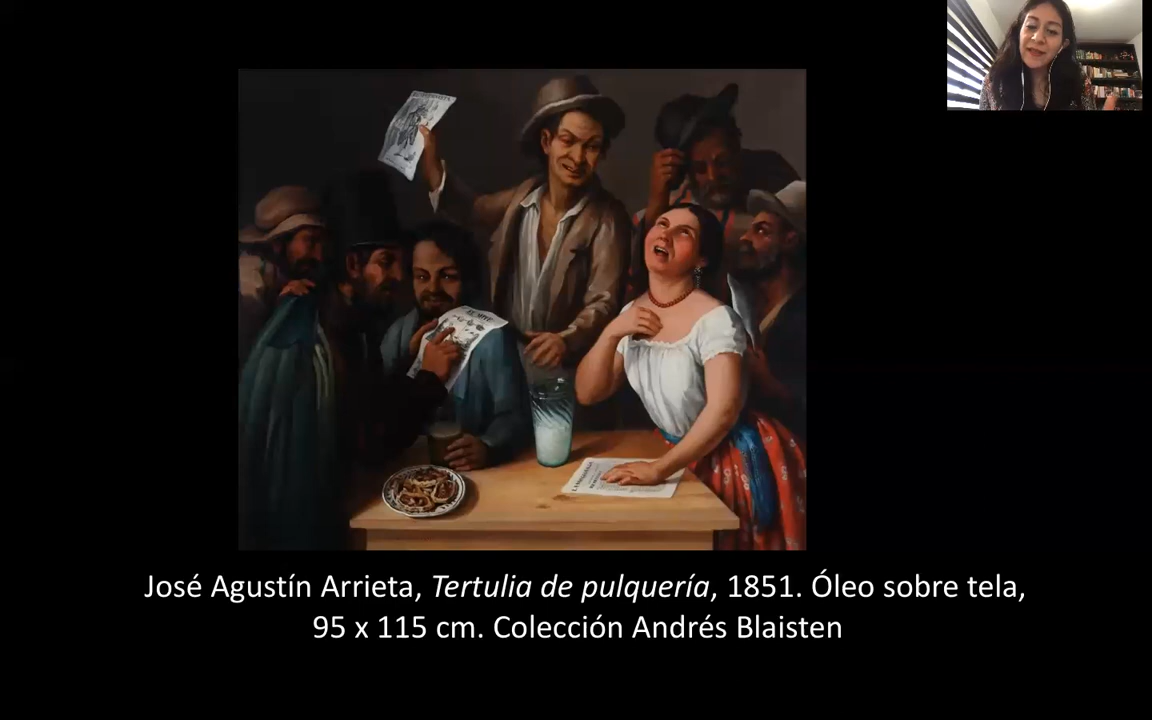 José Agustín Arrieta, Tertulia de pulquería, 1851. Óleo sobre tela,
95 x 115 cm. Colección Andrés Blaisten